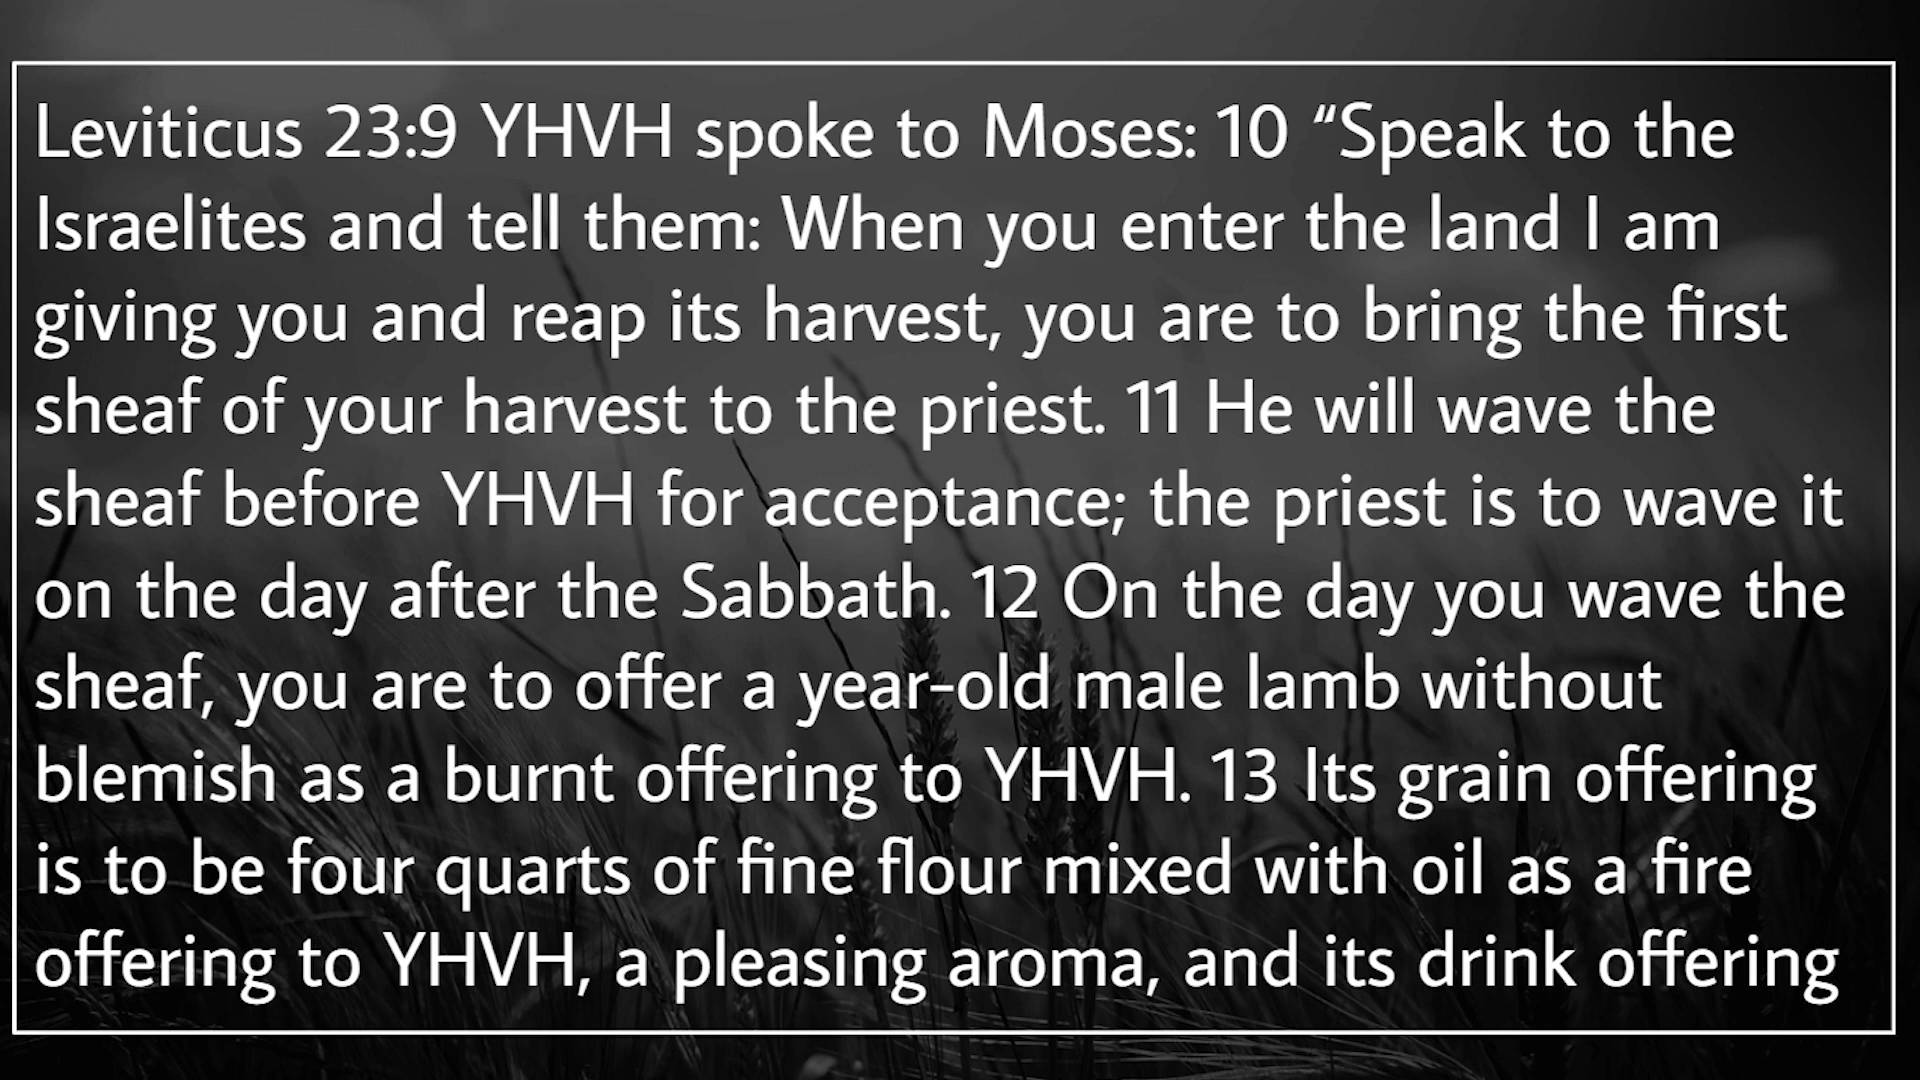 Leviticus 23:9 YHVH spoke to Moses: 10 “Speak to the
Israelites and tell them: When you enter the land I am
giving you and reap its harvest, you are to bring the first
sheaf of your harvest to the priest. 11 He will wave the
sheaf before YHVH for acceptance; the priest is to wave it
on the day after the Sabbath. 12 On the day you wave the
sheaf, you are to offer a year-old male lamb without
blemish as a burnt offering to YHVH. 13 Its grain offering
is to be four quarts of fine flour mixed with oil as a fire
offering to YHVH, a pleasing aroma, and its drink offering